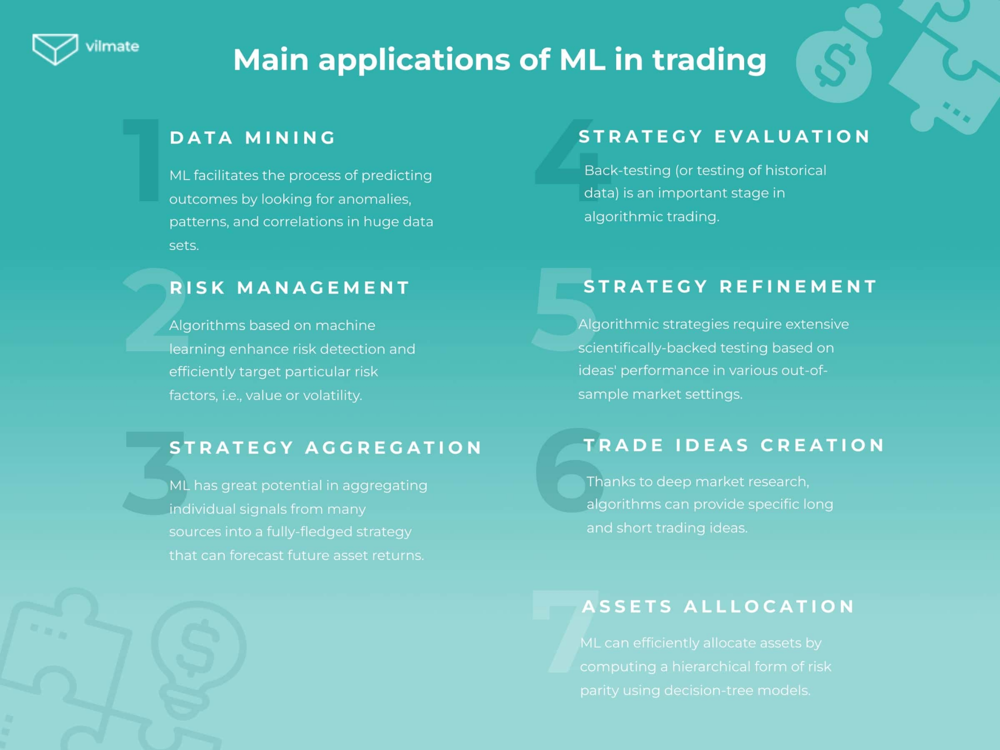 vilmate
Main applications of ML in trading
1
DATA MINING
ML facilitates the process of predicting
outcomes by looking for anomalies,
patterns, and correlations in huge data
sets.
2
RISK MANAGEMENT
Algorithms based on machine
learning enhance risk detection and
efficiently target particular risk
factors, i.e., value or volatility.
3
STRATEGY AGGREGATION
ML has great potential in aggregating
individual signals from many
sources into a fully-fledged strategy
that can forecast future asset returns.
4
STRATEGY EVALUATION
Back-testing (or testing of historical
data) is an important stage in
algorithmic trading.
5
STRATEGY REFINEMENT
Algorithmic strategies require extensive
scientifically-backed testing based on
ideas' performance in various out-of-
sample market settings.
6
TRADE IDEAS CREATION
Thanks to deep market research,
algorithms can provide specific long
and short trading ideas.
7
ASSETS ALLLOCATION
ML can efficiently allocate assets by
computing a hierarchical form of risk
parity using decision-tree models.